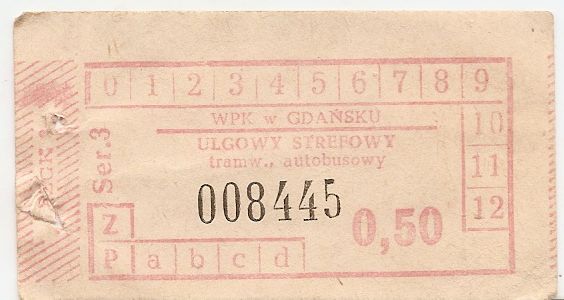 0 1 2 3 4 5 6 7 8 9
WPK w GDAŃSKU
ULGOWY STREFOWY
tramw., autobusowy
008445
0,50
Ser.3
10
11
12
Z
P a b c d